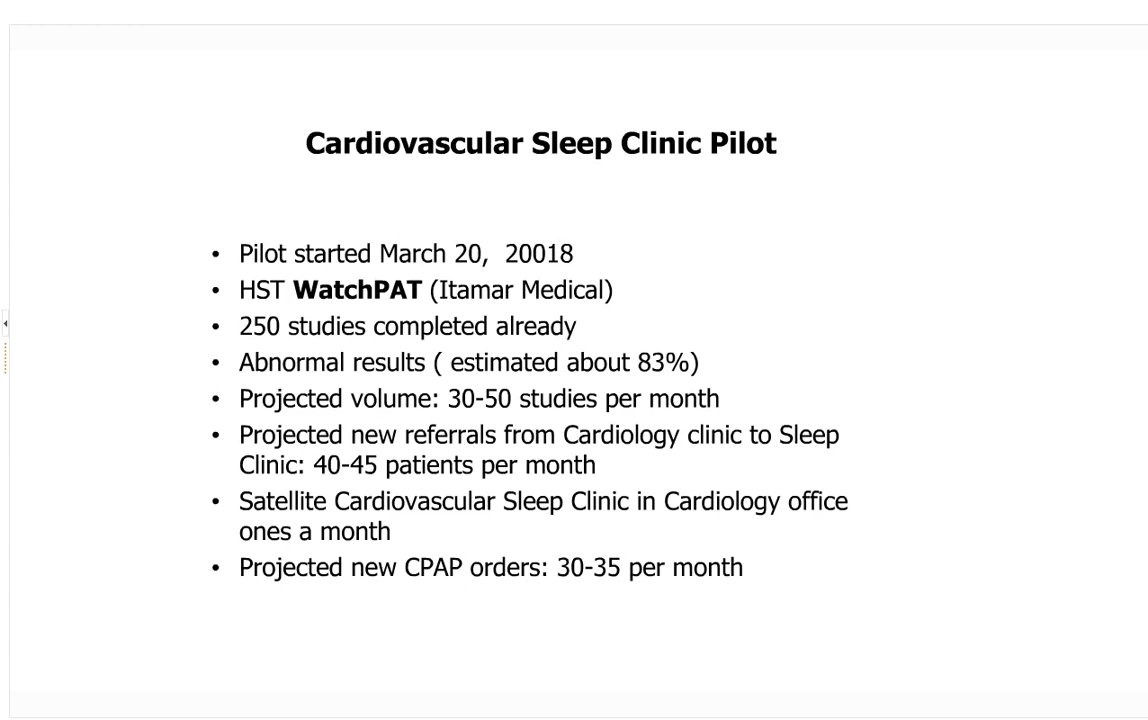 Cardiovascular Sleep Clinic Pilot
• Pilot started March 20,  20018
• HST WatchPAT (Itamar Medical)
• 250 studies completed already
• Abnormal results ( estimated about 83%)
• Projected volume: 30-50 studies per month
• Projected new referrals from Cardiology clinic to Sleep
Clinic: 40-45 patients per month
• Satellite Cardiovascular Sleep Clinic in Cardiology office
ones a month
• Projected new CPAP orders: 30-35 per month